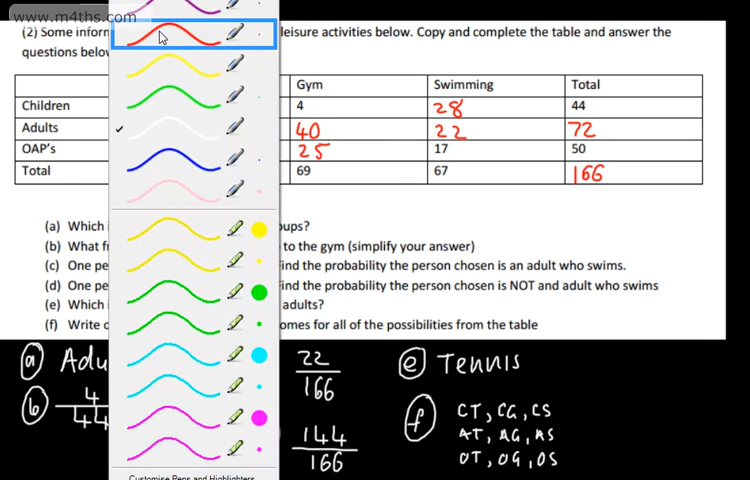 www.m4ths.com
(2) Some inforn leisure activities below. Copy and complete the table and answer the
questions belov
Gym Swimming Total
Children 4 28 44
Adults 40 22 72
OAP's 25 17 50
Total 69 67 166
(a) Which i ups?
(b) What fr to the gym (simplify your answer)
(c) One pe ind the probability the person chosen is an adult who swims.
(d) One pe ind the probability the person chosen is NOT and adult who swims
(e) Which i adults?
(f) Write o omes for all of the possibilities from the table
(a) Adu
(b) 4/44
22/166
144/166
(e) Tennis
(f) CT, CG, CS
AT, AG, AS
OT, OG, OS
Customise Pens and Highlighters